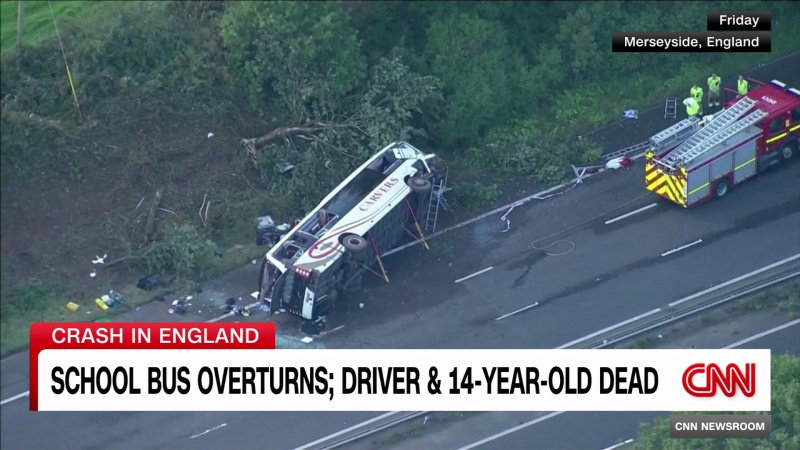 Friday
Merseyside, England
CARVERS
CRASH IN ENGLAND
SCHOOL BUS OVERTURNS; DRIVER & 14-YEAR-OLD DEAD
CNN
CNN NEWSROOM